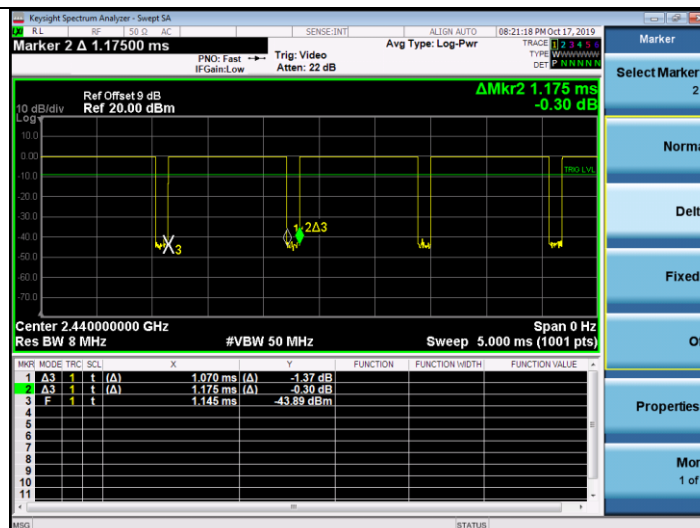 Keysight Spectrum Analyzer - Swept SA
RL RF 50 Ω AC SENSE:INT ALIGN AUTO 08:21:18 PM Oct 17, 2019
Marker 2 Δ 1.17500 ms
PNO: Fast
IFGain:Low
Trig: Video
Atten: 22 dB
Avg Type: Log-Pwr
TRACE 1 2 3 4 5 6
TYPE WWWWWW
DET P N N N N N
Ref Offset 9 dB
10 dB/div Ref 20.00 dBm
Log
ΔMkr2 1.175 ms
-0.30 dB
10.0
0.00
-10.0
-20.0
-30.0
-40.0
-50.0
-60.0
-70.0
TRIG LVL
3
2Δ3
Center 2.440000000 GHz Span 0 Hz
Res BW 8 MHz #VBW 50 MHz Sweep 5.000 ms (1001 pts)
MKR MODE TRC SCL X Y FUNCTION FUNCTION WIDTH FUNCTION VALUE
1 Δ3 1 t (Δ) 1.070 ms (Δ) -1.37 dB
2 Δ3 1 t (Δ) 1.175 ms (Δ) -0.30 dB
3 F 1 t 1.145 ms -43.89 dBm
4
5
6
7
8
9
10
11
MSG STATUS
Marker
Select Marker
2
Norma
Delt
Fixed
O
Properties
Mor
1 of